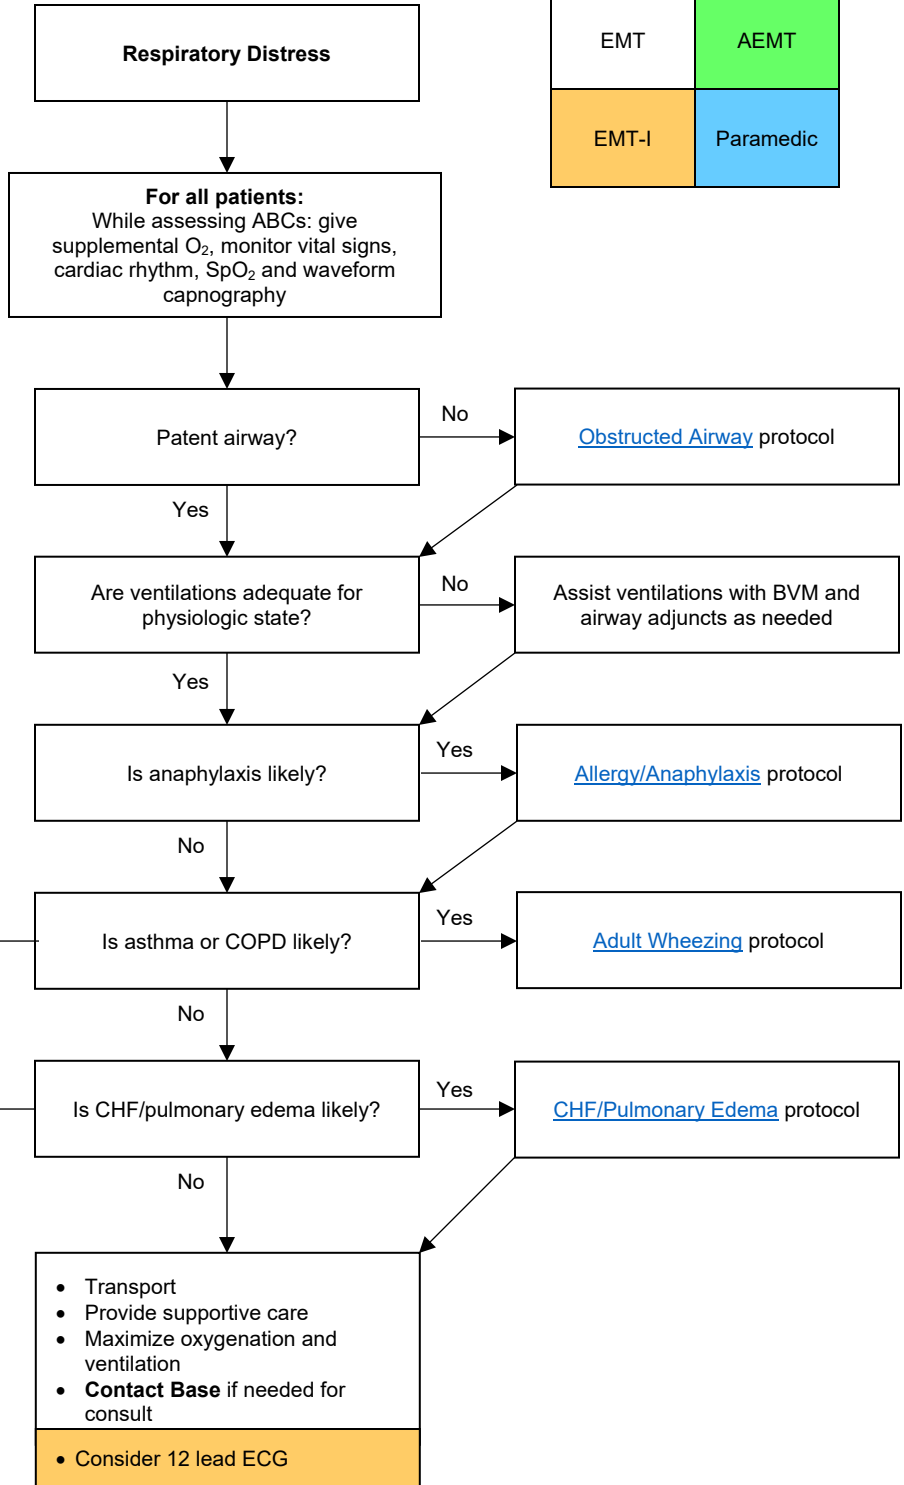 Respiratory Distress
EMT
AEMT
EMT-I
Paramedic
For all patients:
While assessing ABCs: give
supplemental O₂, monitor vital signs,
cardiac rhythm, SpO₂ and waveform
capnography
Patent airway?
No
Obstructed Airway protocol
Yes
Are ventilations adequate for
physiologic state?
No
Assist ventilations with BVM and
airway adjuncts as needed
Yes
Is anaphylaxis likely?
Yes
Allergy/Anaphylaxis protocol
No
Is asthma or COPD likely?
Yes
Adult Wheezing protocol
No
Is CHF/pulmonary edema likely?
Yes
CHF/Pulmonary Edema protocol
No
• Transport
• Provide supportive care
• Maximize oxygenation and
ventilation
• Contact Base if needed for
consult
• Consider 12 lead ECG